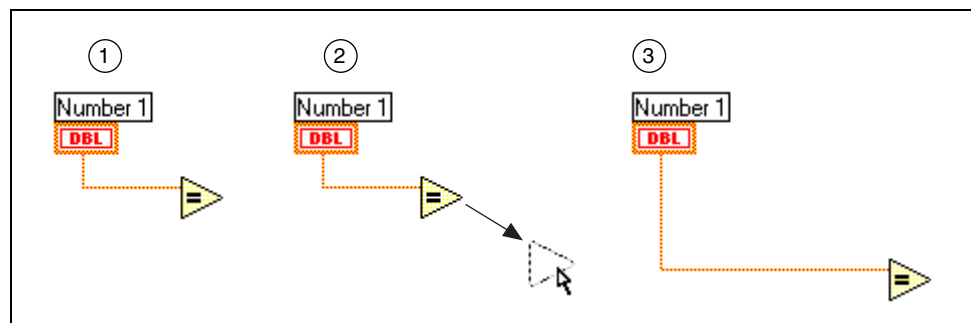 1 2 3
Number 1 Number 1 Number 1
DBL DBL DBL
= = =